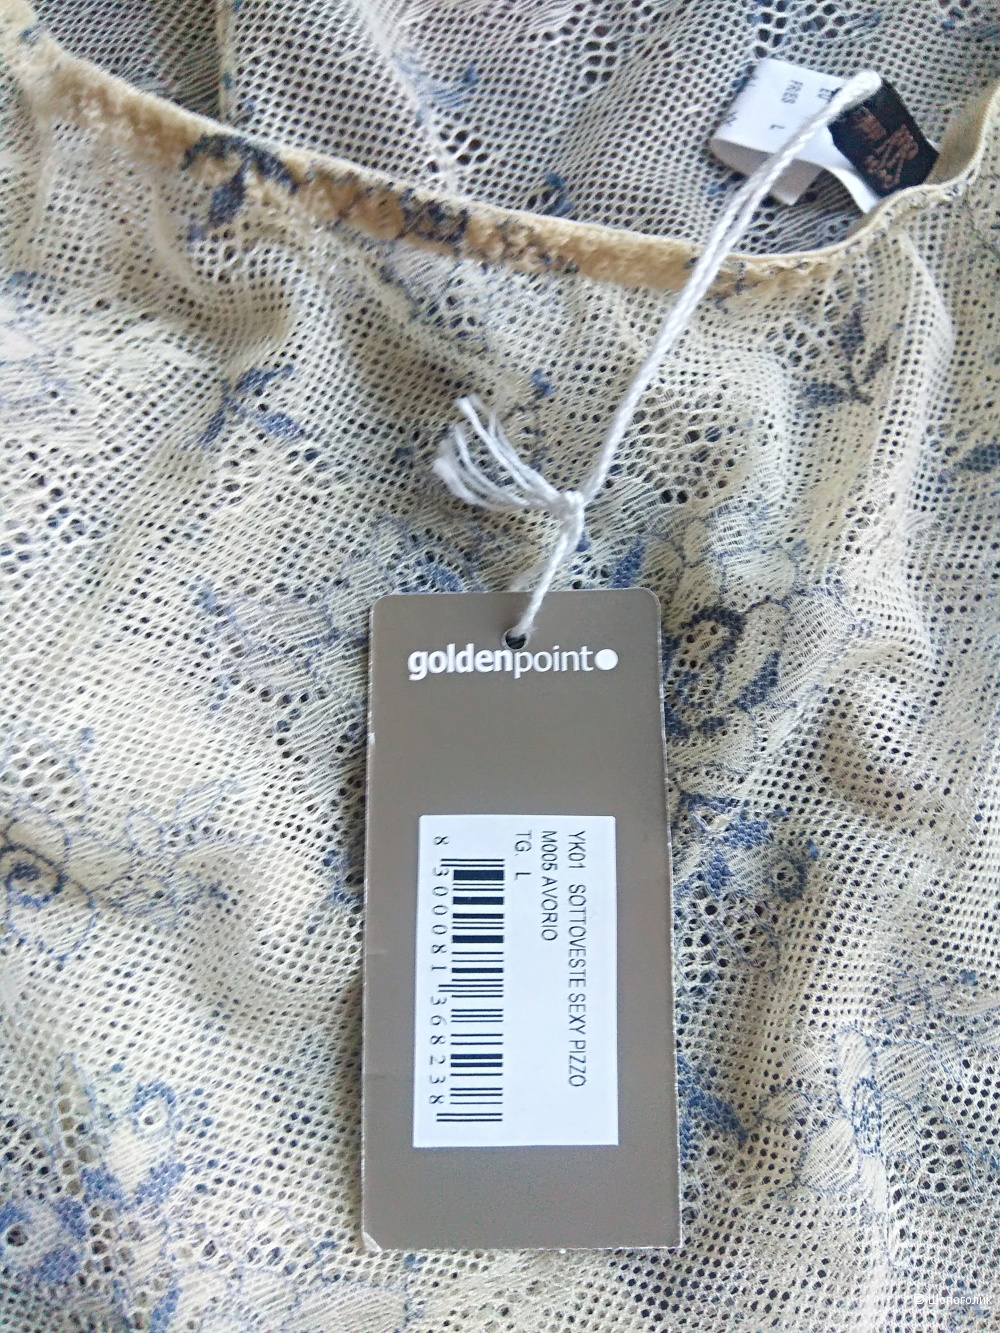 goldenpoint
YK01 SOTTOVESTE SEXY PIZZO
M005 AVORIO
TG. L
8 300081 368238
L